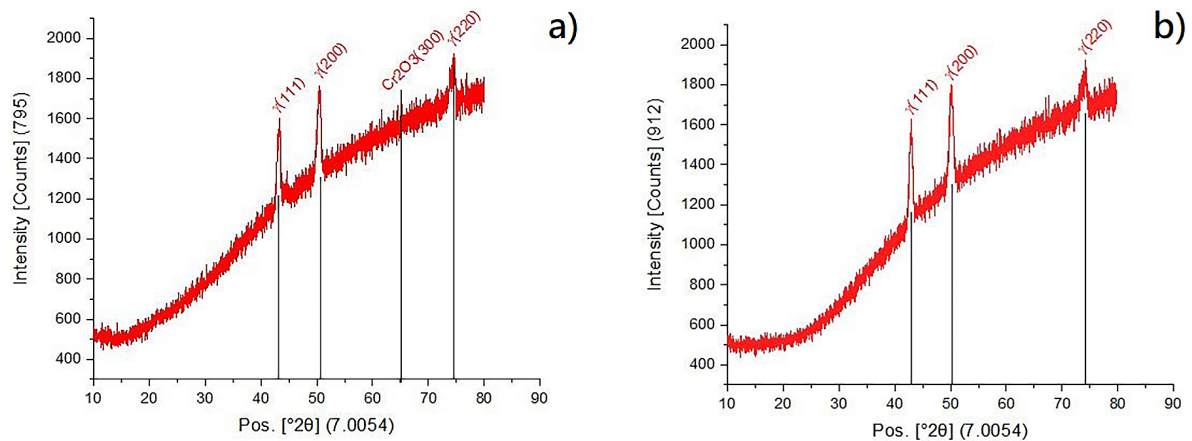 a)
Intensity [Counts] (795)
2000
1800
1600
1400
1200
1000
800
600
400
γ(111)
γ(200)
Cr2O3(300)
γ(220)
10 20 30 40 50 60 70 80 90
Pos. [°2θ] (7.0054)
b)
Intensity [Counts] (912)
2000
1800
1600
1400
1200
1000
800
600
400
γ(111)
γ(200)
γ(220)
10 20 30 40 50 60 70 80 90
Pos. [°2θ] (7.0054)